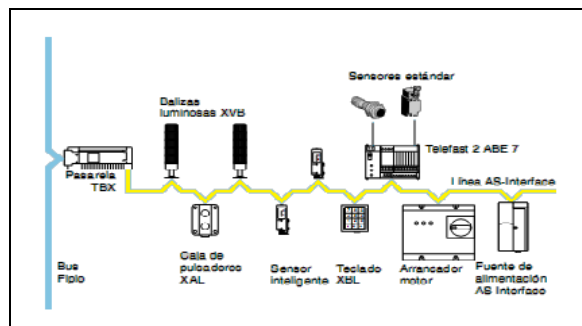 Sensores estándar
Balizas
luminosas XVB
Telefast 2 ABE 7
Pasarela
TBX
Línea AS-Interface
Bus
Fipio
Caja de
pulsadores
XAL
Sensor
inteligente
Teclado
XBL
Arrancador
motor
Fuente de
alimentación
AS Interface